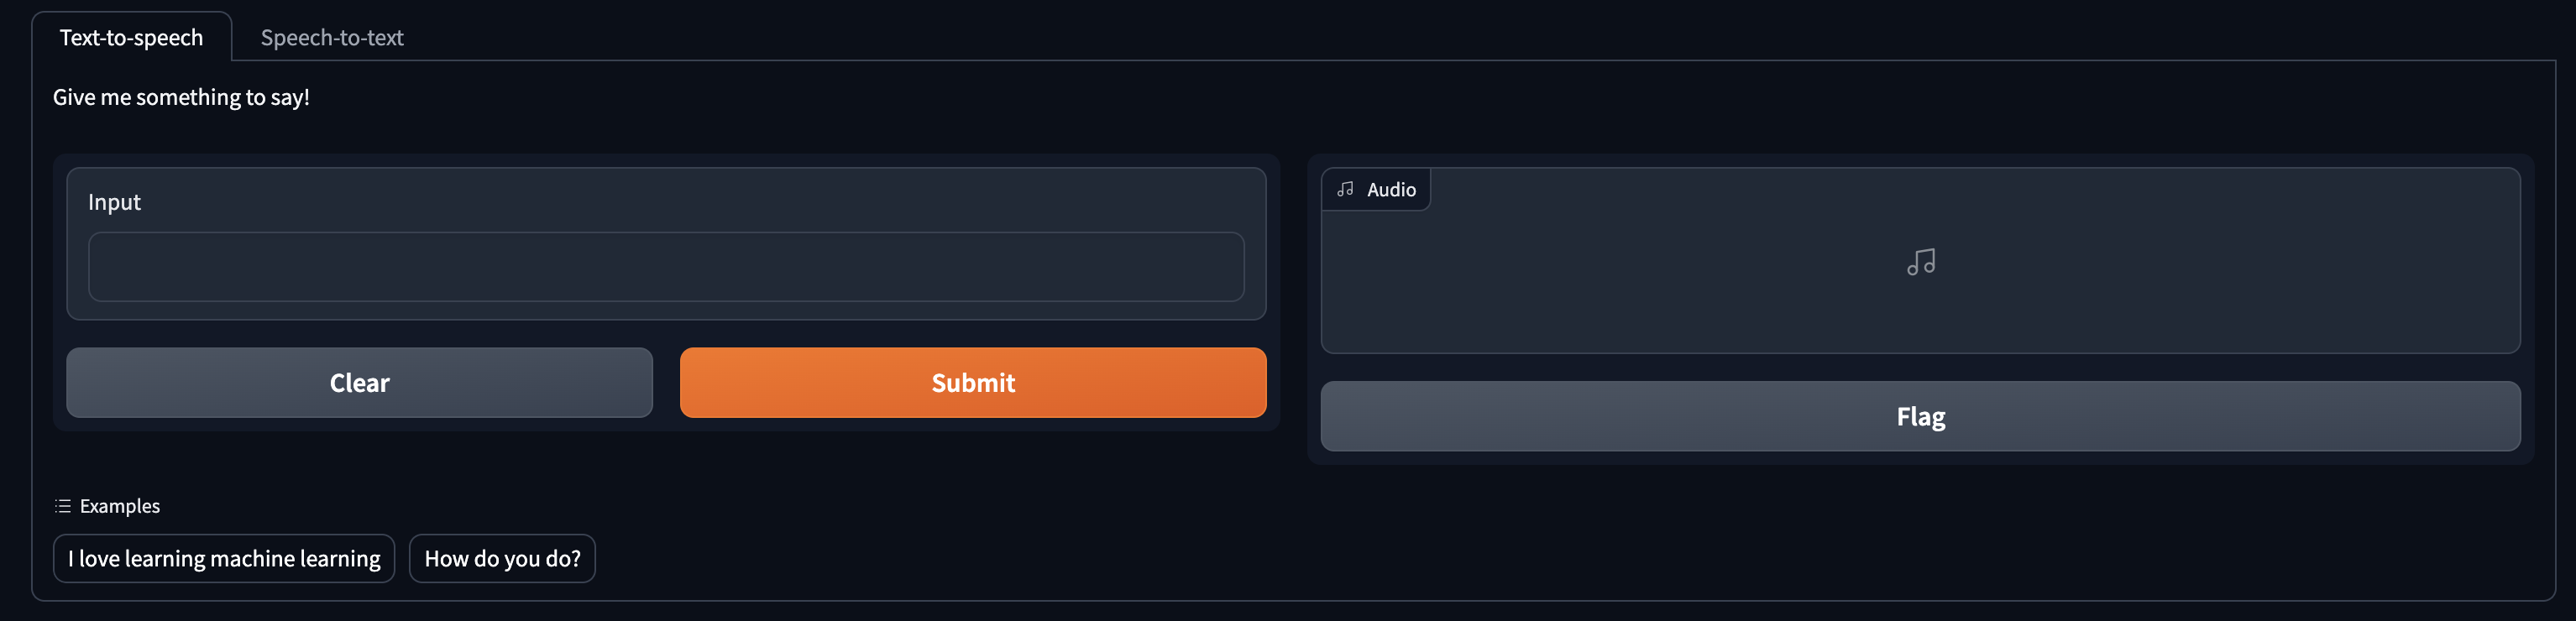 Text-to-speech
Speech-to-text
Give me something to say!
Input
Clear
Submit
Audio
Flag
Examples
I love learning machine learning
How do you do?